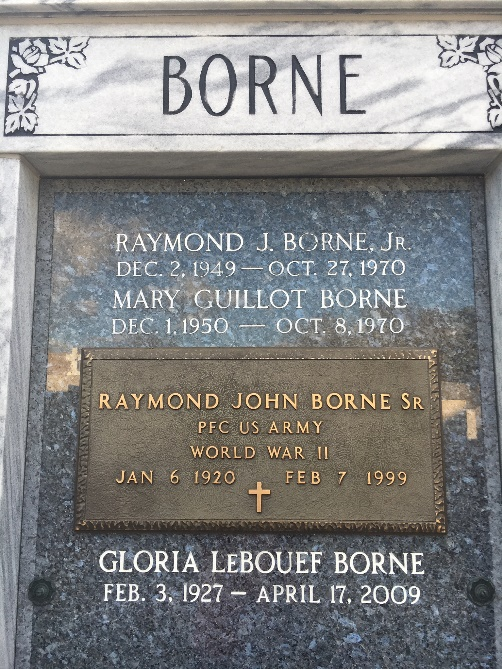 BORNE
RAYMOND J. BORNE, JR.
DEC. 2, 1949 — OCT. 27, 1970
MARY GUILLOT BORNE
DEC. 1, 1950 — OCT. 8, 1970
RAYMOND JOHN BORNE SR
PFC US ARMY
WORLD WAR II
JAN 6 1920 FEB 7 1999
GLORIA LEBOUEF BORNE
FEB. 3, 1927 — APRIL 17, 2009